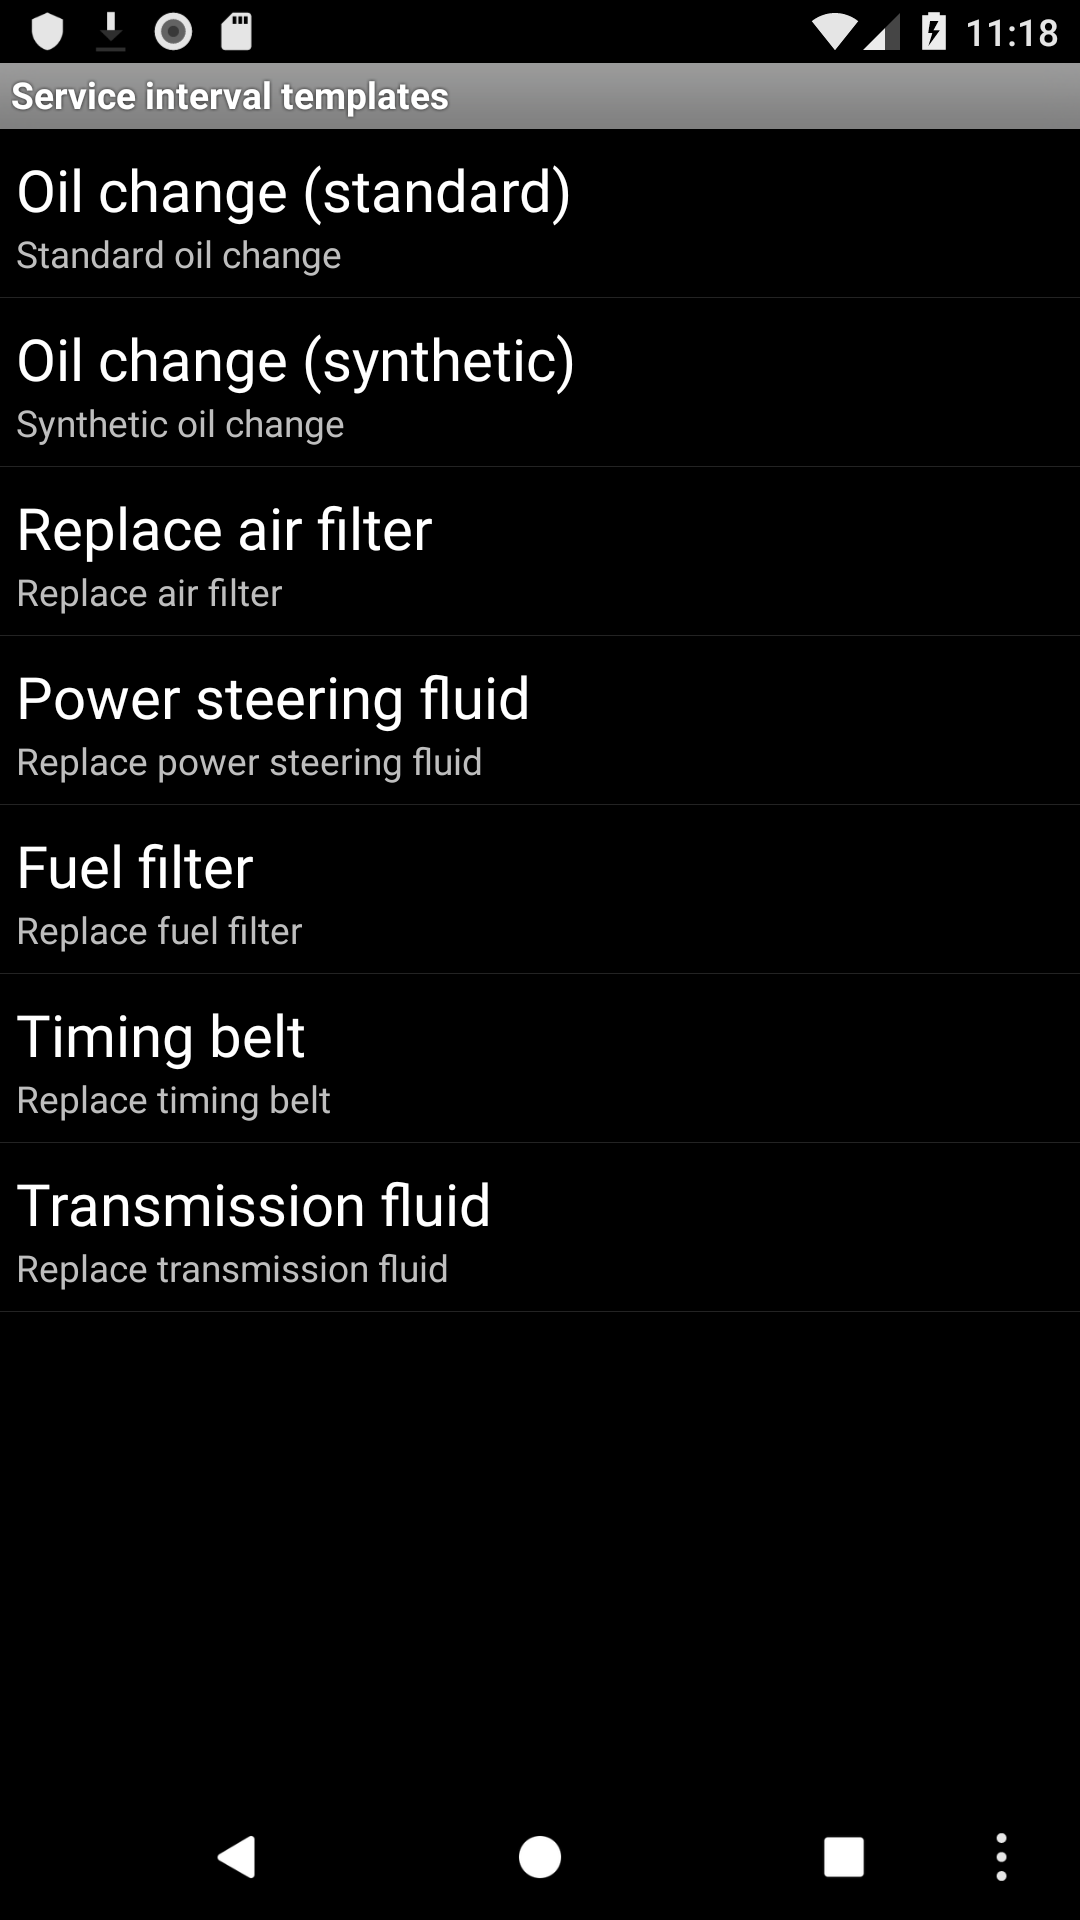 11:18
Service interval templates
Oil change (standard)
Standard oil change
Oil change (synthetic)
Synthetic oil change
Replace air filter
Replace air filter
Power steering fluid
Replace power steering fluid
Fuel filter
Replace fuel filter
Timing belt
Replace timing belt
Transmission fluid
Replace transmission fluid